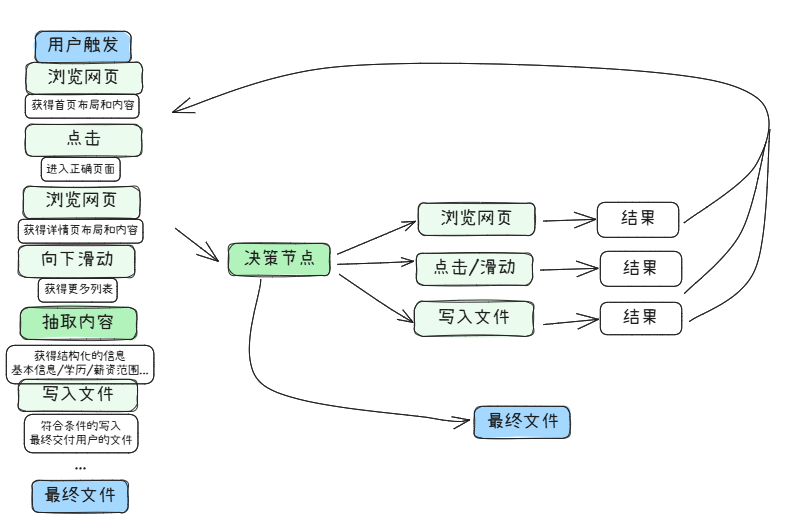 用户触发
浏览网页
获得首页布局和内容
点击
进入正确页面
浏览网页
获得详情页布局和内容
向下滑动
获得更多列表
抽取内容
获得结构化的信息
基本信息/学历/薪资范围...
写入文件
符合条件的写入
最终交付用户的文件
...
最终文件
决策节点
浏览网页
结果
点击/滑动
结果
写入文件
结果
最终文件